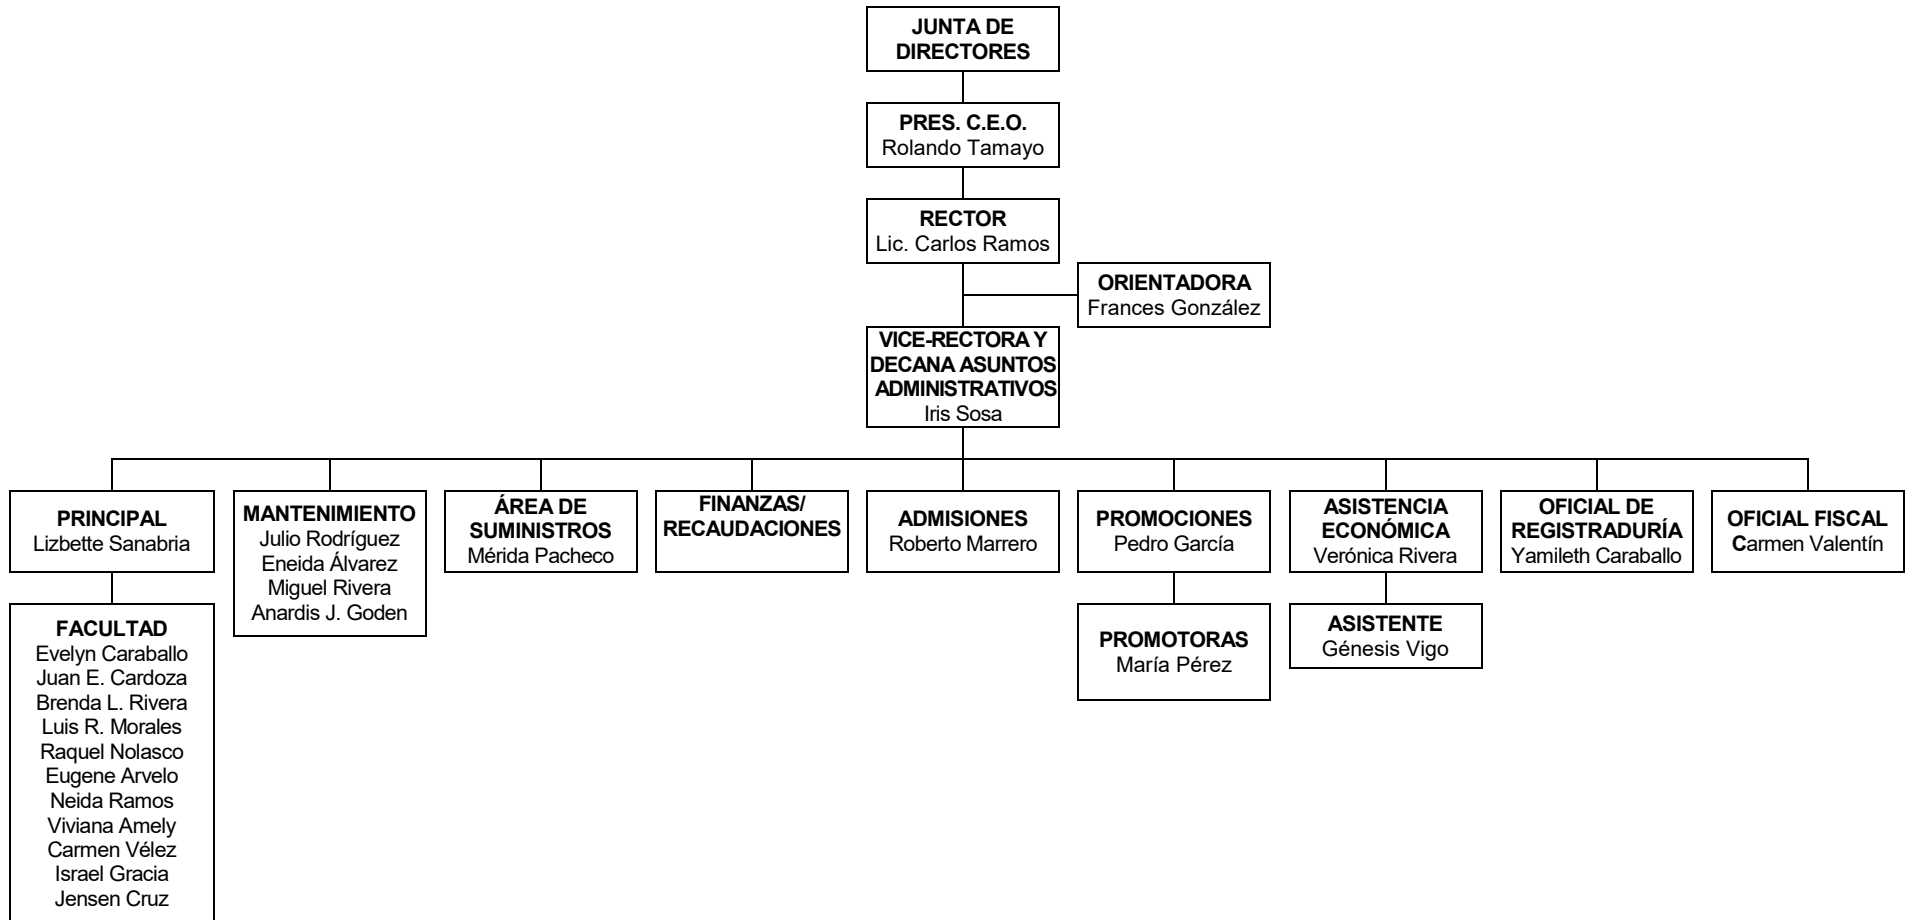 JUNTA DE
DIRECTORES
PRES. C.E.O.
Rolando Tamayo
RECTOR
Lic. Carlos Ramos
ORIENTADORA
Frances González
VICE-RECTORA Y
DECANA ASUNTOS
ADMINISTRATIVOS
Iris Sosa
PRINCIPAL
Lizbette Sanabria
MANTENIMIENTO
Julio Rodríguez
Eneida Álvarez
Miguel Rivera
Anardis J. Goden
ÁREA DE
SUMINISTROS
Mérida Pacheco
FINANZAS/
RECAUDACIONES
ADMISIONES
Roberto Marrero
PROMOCIONES
Pedro García
ASISTENCIA
ECONÓMICA
Verónica Rivera
OFICIAL DE
REGISTRADURÍA
Yamileth Caraballo
OFICIAL FISCAL
Carmen Valentín
FACULTAD
Evelyn Caraballo
Juan E. Cardoza
Brenda L. Rivera
Luis R. Morales
Raquel Nolasco
Eugene Arvelo
Neida Ramos
Viviana Amely
Carmen Vélez
Israel Gracia
Jensen Cruz
PROMOTORAS
María Pérez
ASISTENTE
Génesis Vigo